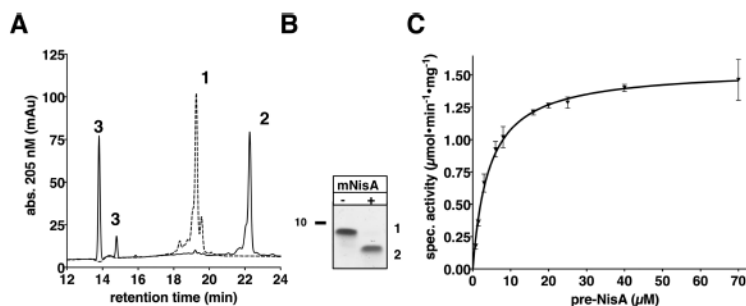 A
125
100
75
50
25
0
abs. 205 nM (mAu)
12 14 16 18 20 22 24
retention time (min)
3
3
1
2
B
mNisA
- +
10
1
2
C
1.50
1.25
1.00
0.75
0.50
0.25
0.00
spec. activity (µmol•min⁻¹•mg⁻¹)
0 10 20 30 40 50 60 70
pre-NisA (µM)